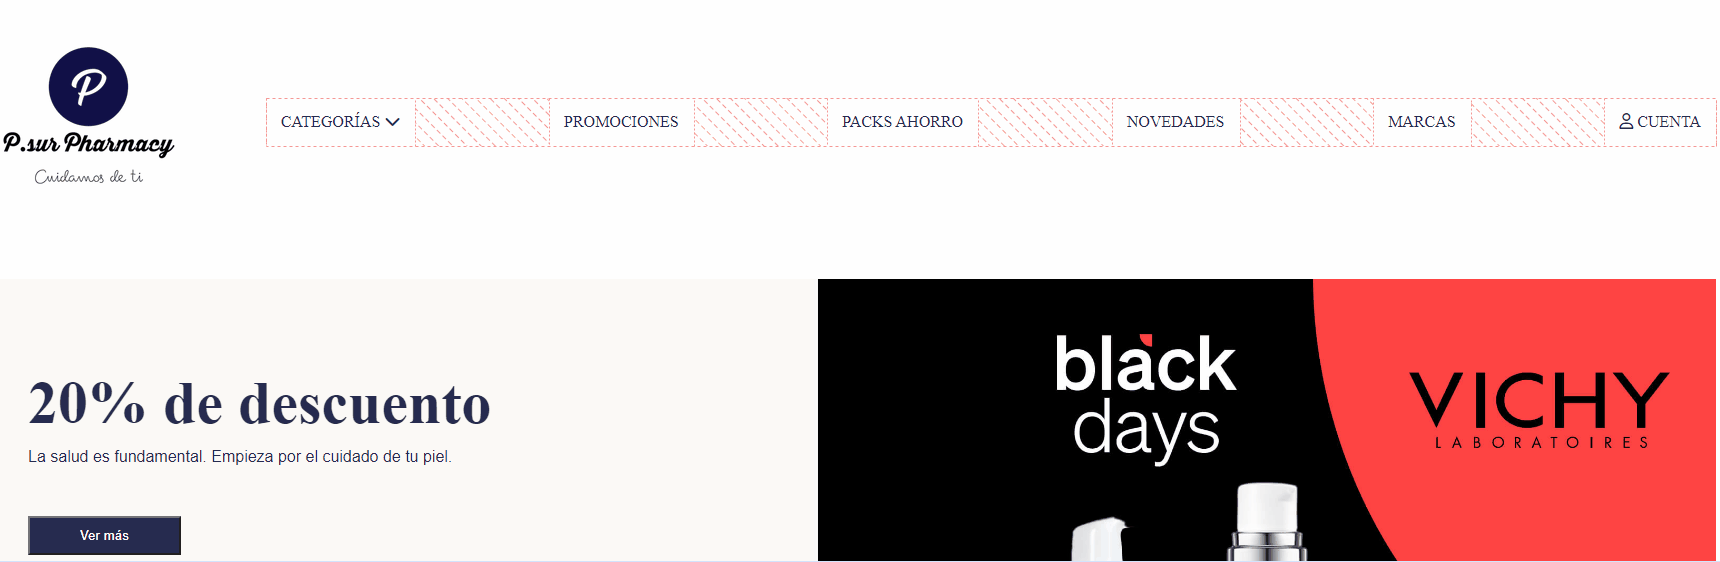 P
P.sur Pharmacy
Cuidamos de ti
CATEGORÍAS
PROMOCIONES
PACKS AHORRO
NOVEDADES
MARCAS
CUENTA
20% de descuento
La salud es fundamental. Empieza por el cuidado de tu piel.
Ver más
black
days
VICHY
LABORATOIRES